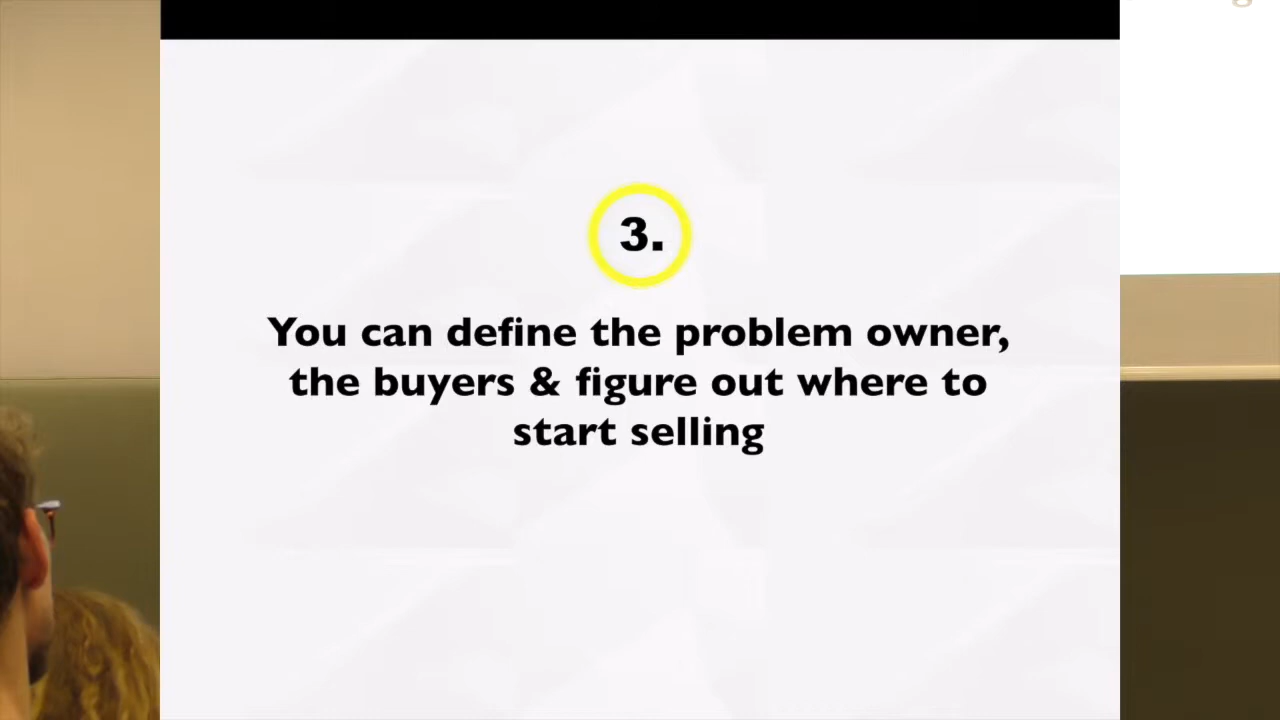 3.
You can define the problem owner,
the buyers & figure out where to
start selling